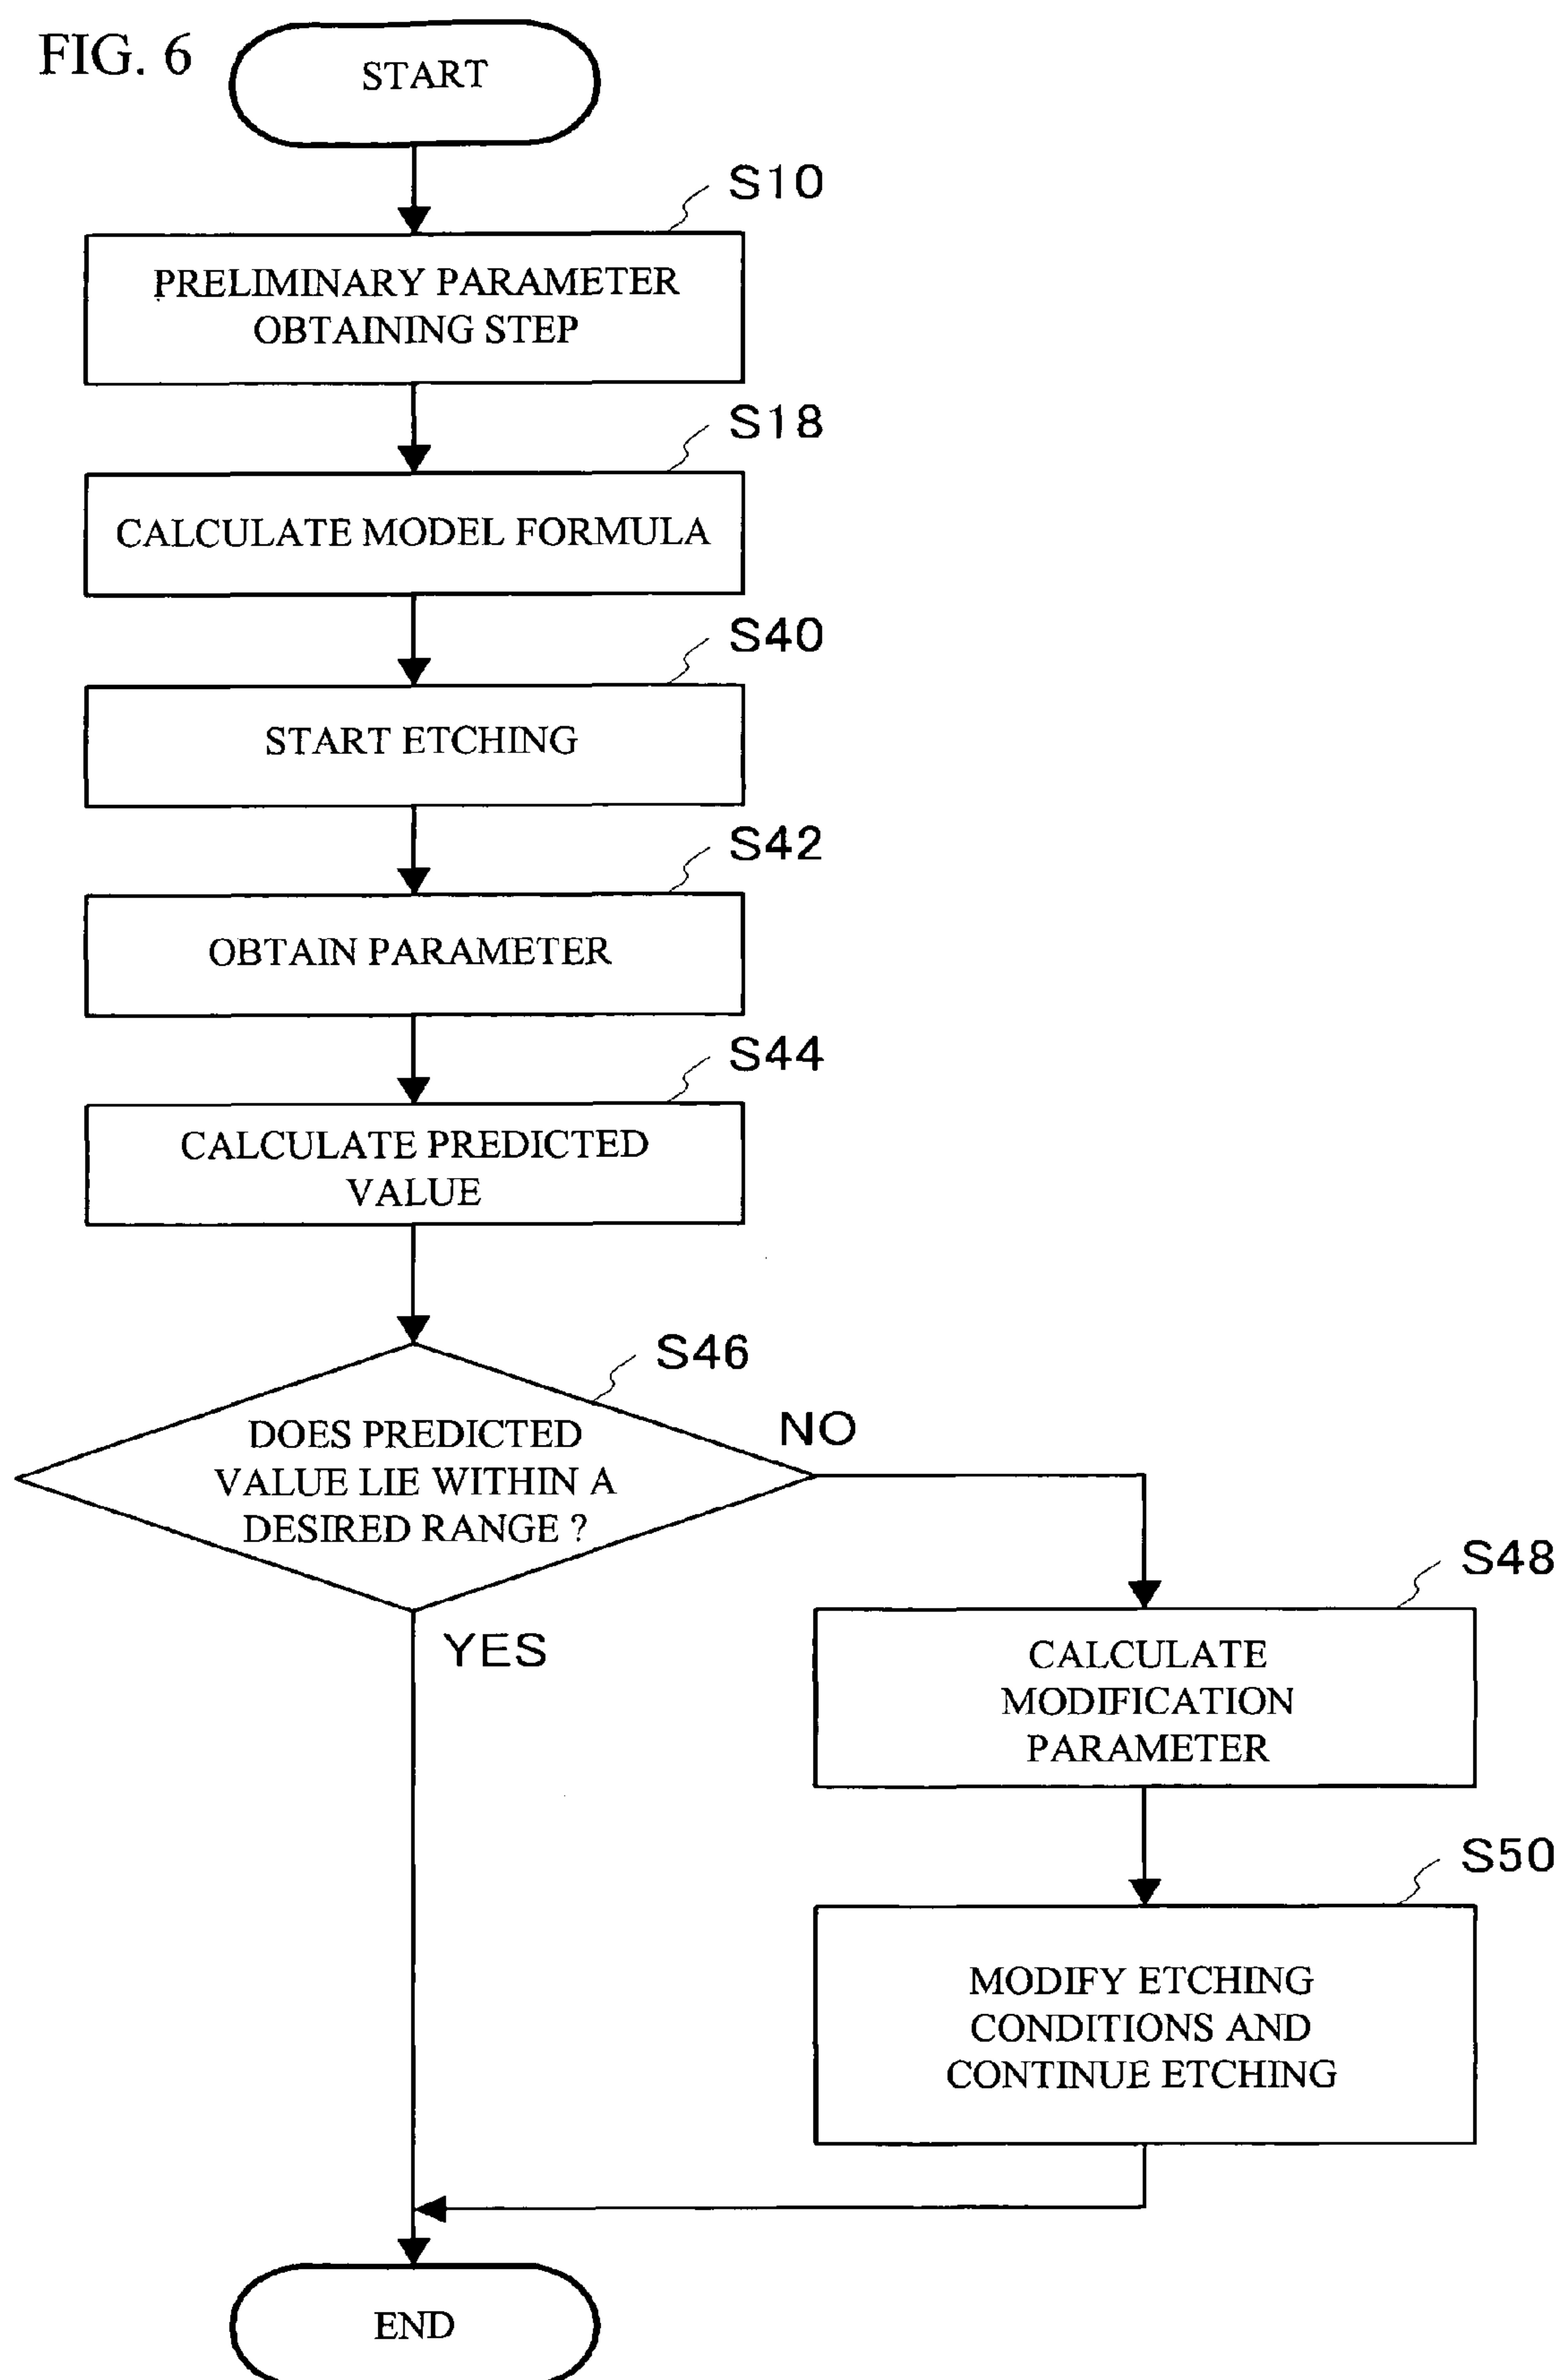 FIG. 6
START
S10
PRELIMINARY PARAMETER
OBTAINING STEP
S18
CALCULATE MODEL FORMULA
S40
START ETCHING
S42
OBTAIN PARAMETER
S44
CALCULATE PREDICTED
VALUE
S46
DOES PREDICTED
VALUE LIE WITHIN A
DESIRED RANGE ?
NO
YES
S48
CALCULATE
MODIFICATION
PARAMETER
S50
MODIFY ETCHING
CONDITIONS AND
CONTINUE ETCHING
END